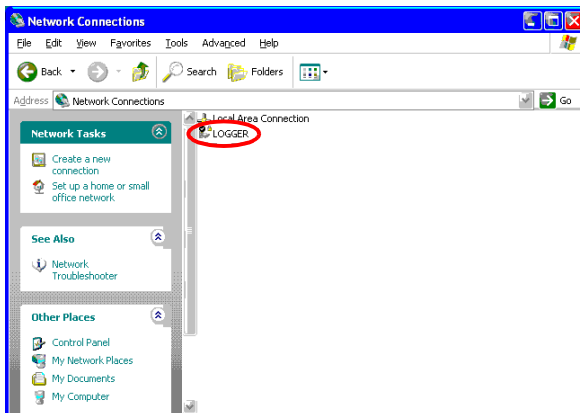 Network Connections
File Edit View Favorites Tools Advanced Help
Back Search Folders
Address Network Connections Go
Network Tasks
Create a new
connection
Set up a home or small
office network
See Also
Network
Troubleshooter
Other Places
Control Panel
My Network Places
My Documents
My Computer
Local Area Connection
LOGGER